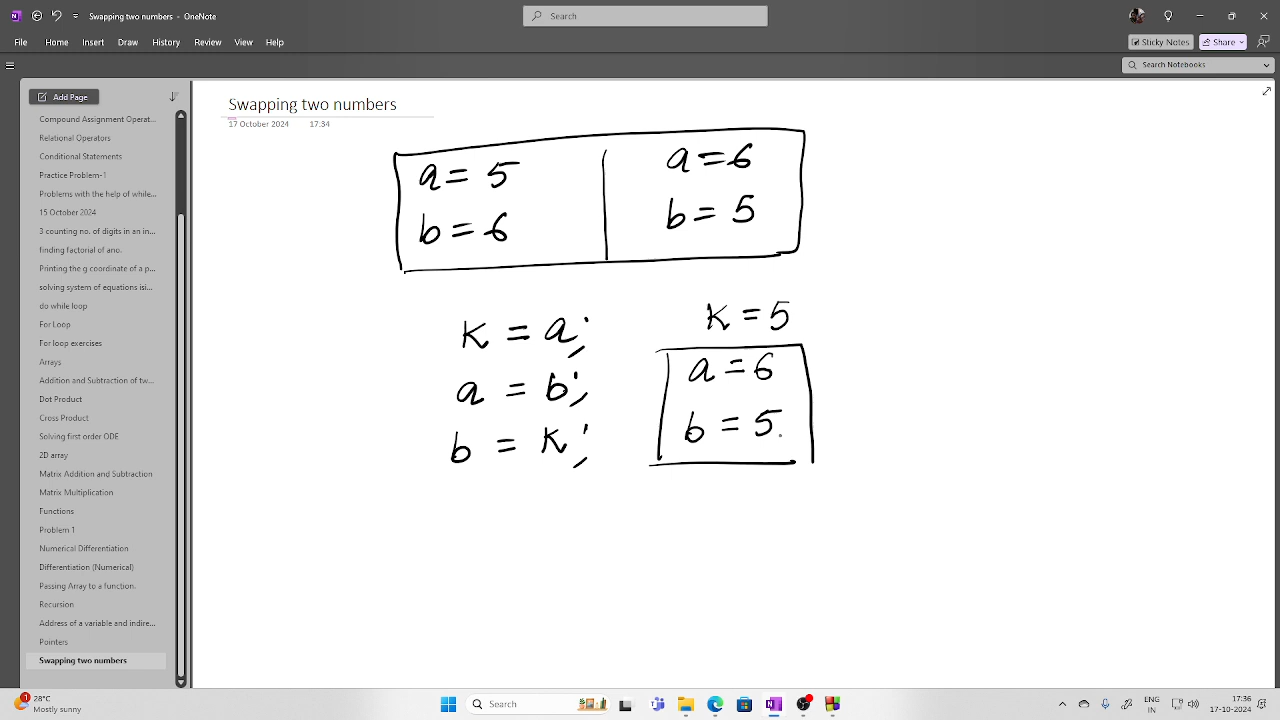 Swapping two numbers - OneNote
Search
File Home Insert Draw History Review View Help
Sticky Notes Share
Search Notebooks
Add Page
Compound Assignment Operat...
Relational Operators
Conditional Statements
Practice Problem-1
Problems with the help of while...
15 October 2024
3 counting no. of digits in an in...
finding factorial of ano.
Printing the g coordinate of a p...
solving system of equations isi...
do while loop
For Loop
For loop exercises
Arrays
Addition and Subtraction of tw...
Dot Product
Cross Product
Solving first order ODE
2D array
Matrix Addition and Subtraction
Matrix Multiplication
Functions
Problem 1
Numerical Differentiation
Differentiation (Numerical)
Passing Array to a function.
Recursion
Address of a variable and indire...
Pointers
Swapping two numbers
Swapping two numbers
17 October 2024 17:34
a = 5
b = 6
a = 6
b = 5
K = a;
a = b;
b = K;
K = 5
a = 6
b = 5.
1
28°C
Mostly sunny
Search
ENG
IN
17:36
17-10-2024